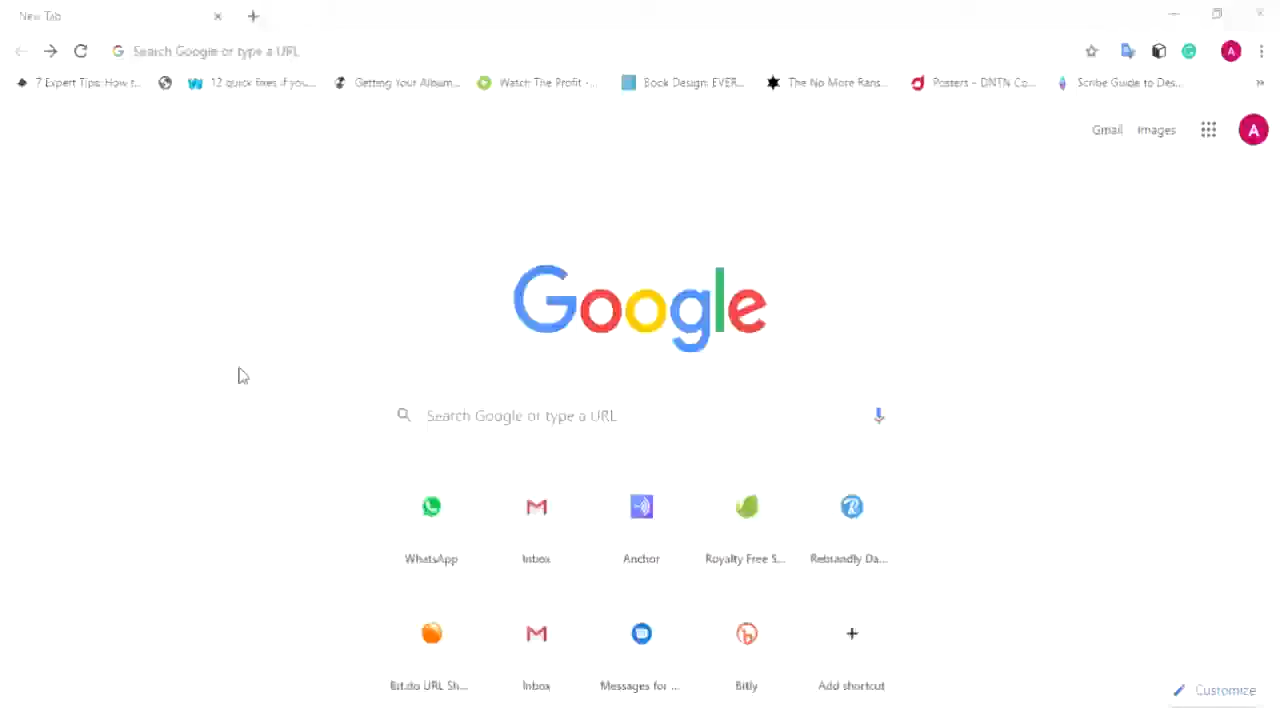 New Tab
Search Google or type a URL
7 Expert Tips: How t... 12 quick fixes if you... Getting Your Album... Watch The Profit -... Book Design: EVER... The No More Rans... Posters - DNTN Co... Scribe Guide to Des... »
A
Gmail Images A
Google
Search Google or type a URL
WhatsApp Inbox Anchor Royalty Free S... Rebrandly Da...
Bit.do URL Sh... Inbox Messages for ... Bitly Add shortcut
Customize